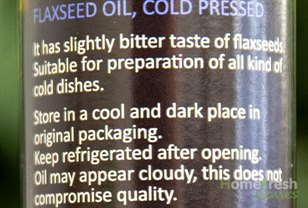 FLAXSEED OIL, COLD PRESSED
It has slightly bitter taste of flaxseeds.
Suitable for preparation of all kind of
cold dishes.
Store in a cool and dark place in
original packaging.
Keep refrigerated after opening.
Oil may appear cloudy, this does not
compromise quality.
HomeFresh
ORGANICS